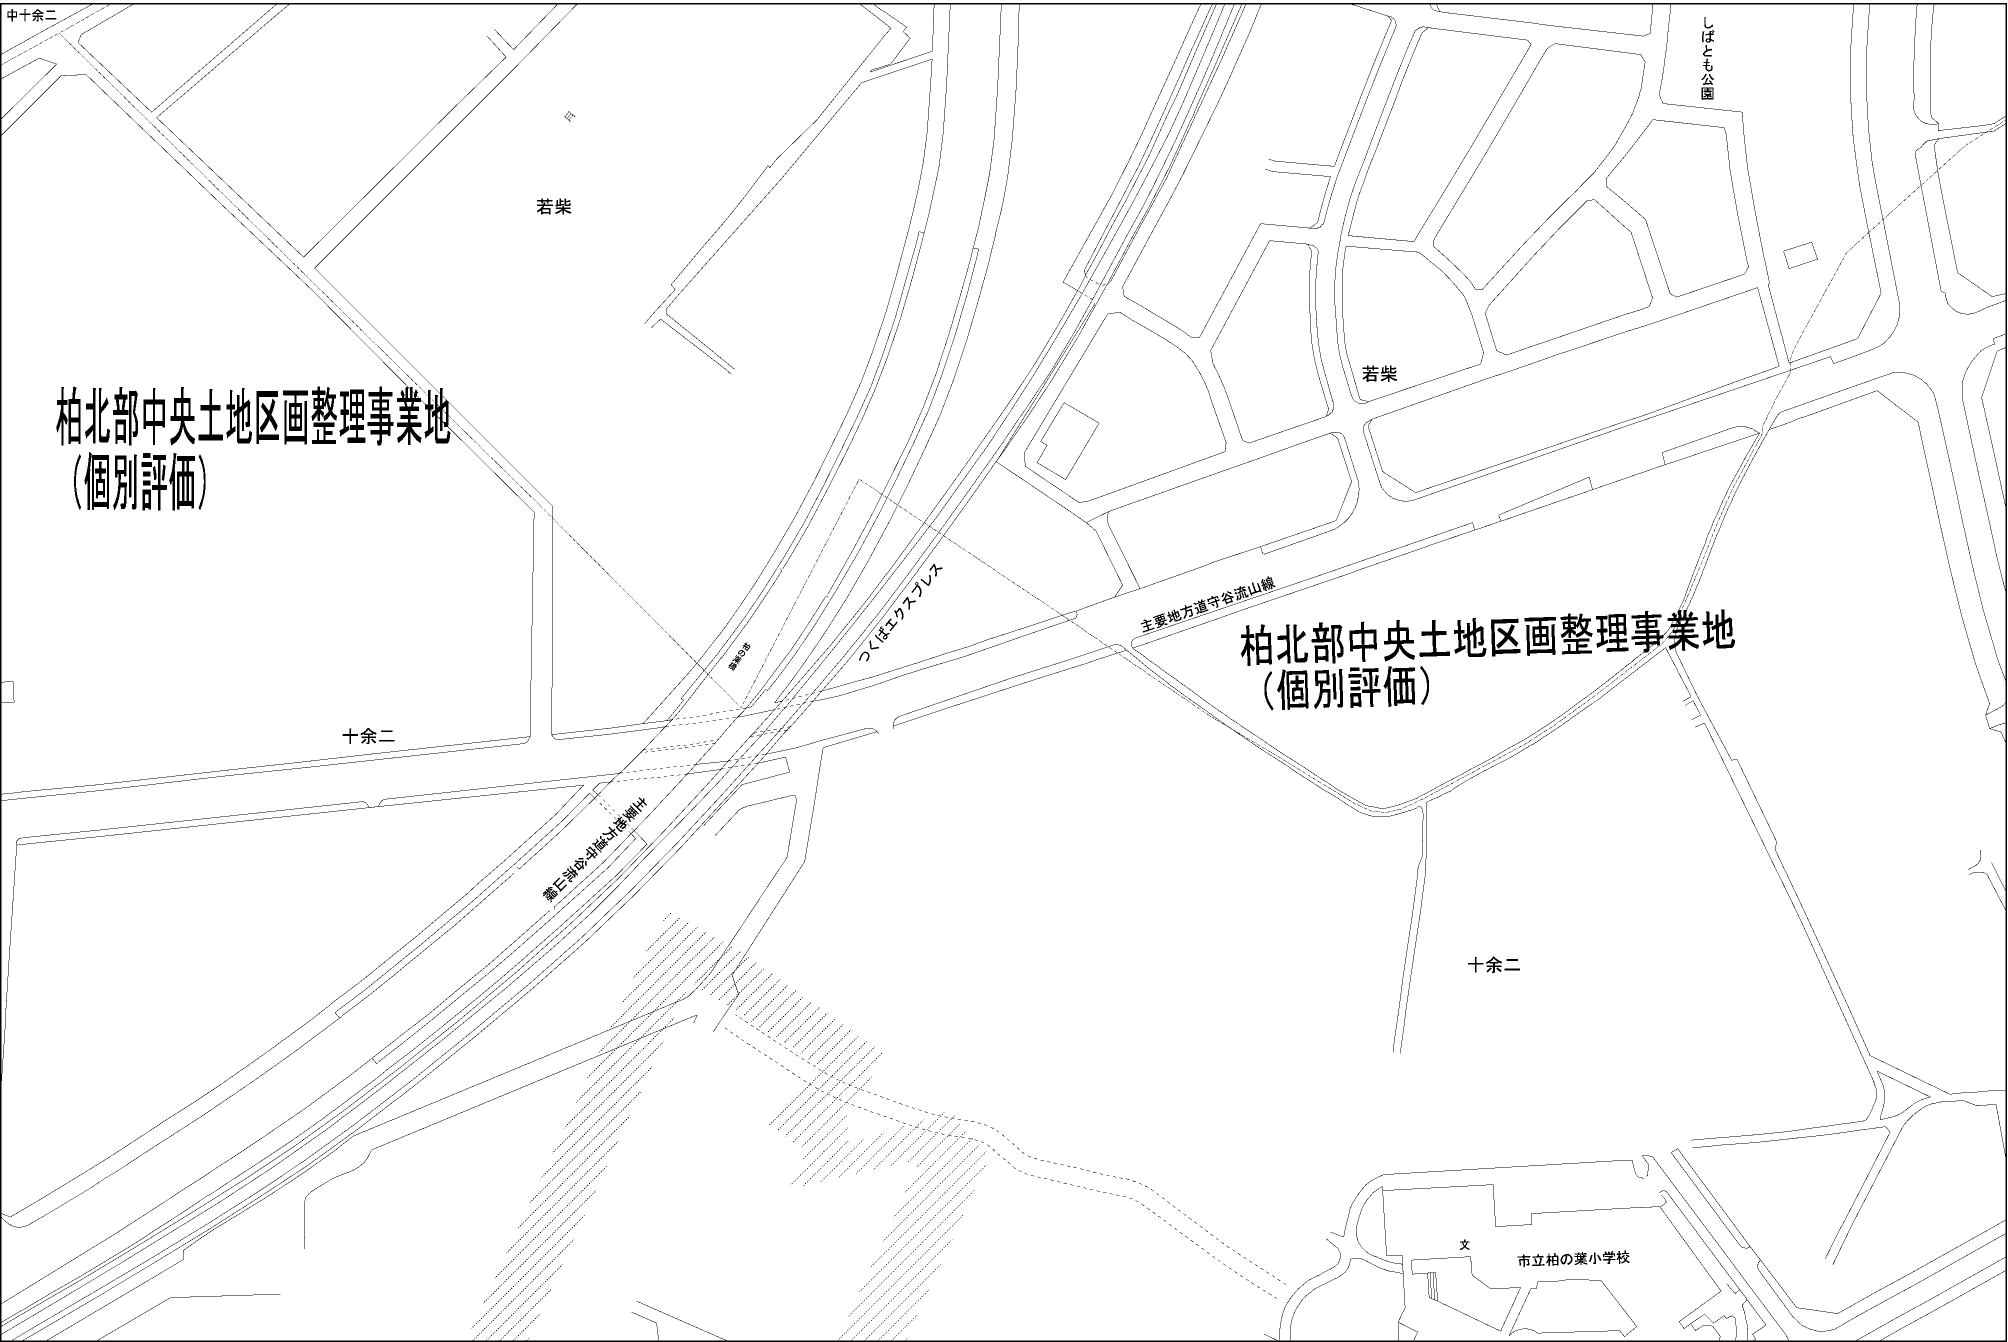 中十余二
しばとも公園
若柴
若柴
柏北部中央土地区画整理事業地
（個別評価）
つくばエクスプレス
主要地方道守谷流山線
柏北部中央土地区画整理事業地
（個別評価）
十余二
主要地方道守谷流山線
十余二
文
市立柏の葉小学校